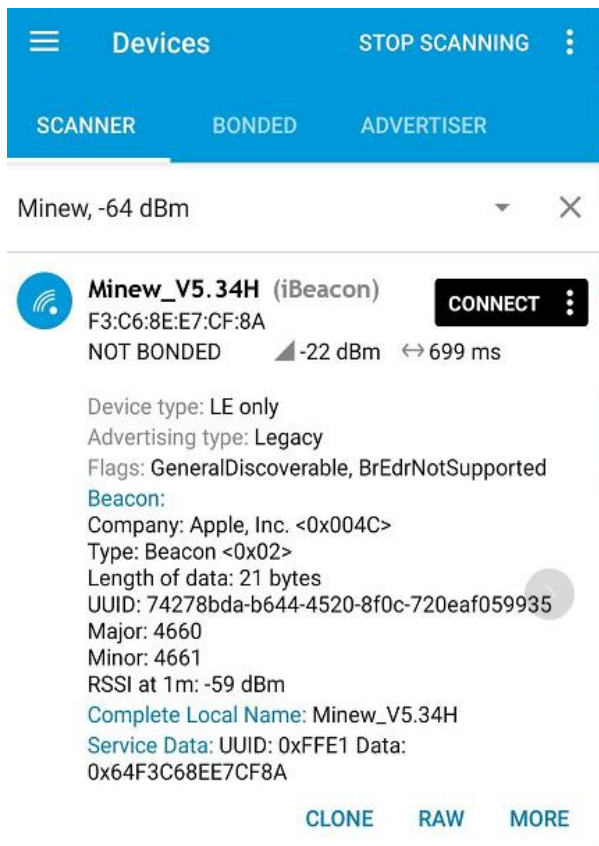 Devices STOP SCANNING
SCANNER BONDED ADVERTISER
Minew, -64 dBm
Minew_V5.34H (iBeacon)
CONNECT
F3:C6:8E:E7:CF:8A
NOT BONDED -22 dBm 699 ms
Device type: LE only
Advertising type: Legacy
Flags: GeneralDiscoverable, BrEdrNotSupported
Beacon:
Company: Apple, Inc. <0x004C>
Type: Beacon <0x02>
Length of data: 21 bytes
UUID: 74278bda-b644-4520-8f0c-720eaf059935
Major: 4660
Minor: 4661
RSSI at 1m: -59 dBm
Complete Local Name: Minew_V5.34H
Service Data: UUID: 0xFFE1 Data:
0x64F3C68EE7CF8A
CLONE RAW MORE